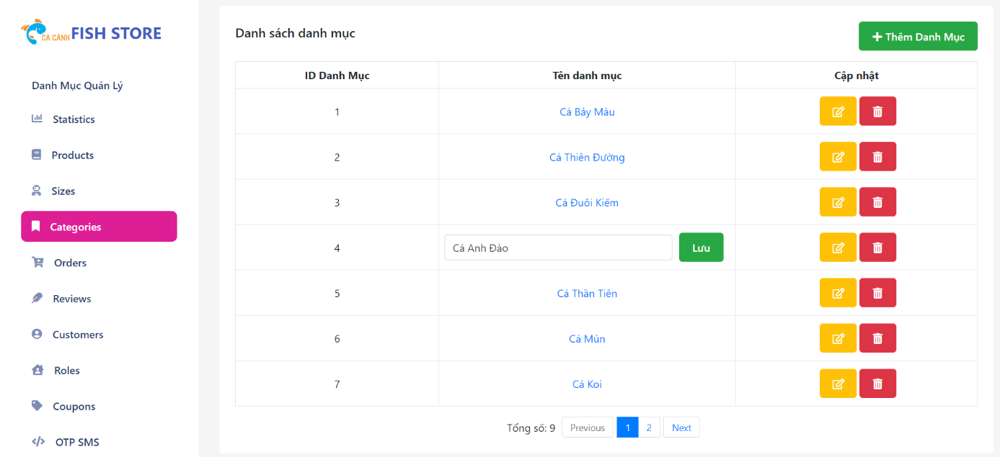 CÁ CẢNH FISH STORE
Danh Mục Quản Lý
Statistics
Products
Sizes
Categories
Orders
Reviews
Customers
Roles
Coupons
OTP SMS
Danh sách danh mục
Thêm Danh Mục
ID Danh Mục Tên danh mục Cập nhật
1 Cá Bảy Màu
2 Cá Thiên Đường
3 Cá Đuôi Kiếm
4 Cá Anh Đào Lưu
5 Cá Thần Tiên
6 Cá Mún
7 Cá Koi
Tổng số: 9 Previous 1 2 Next